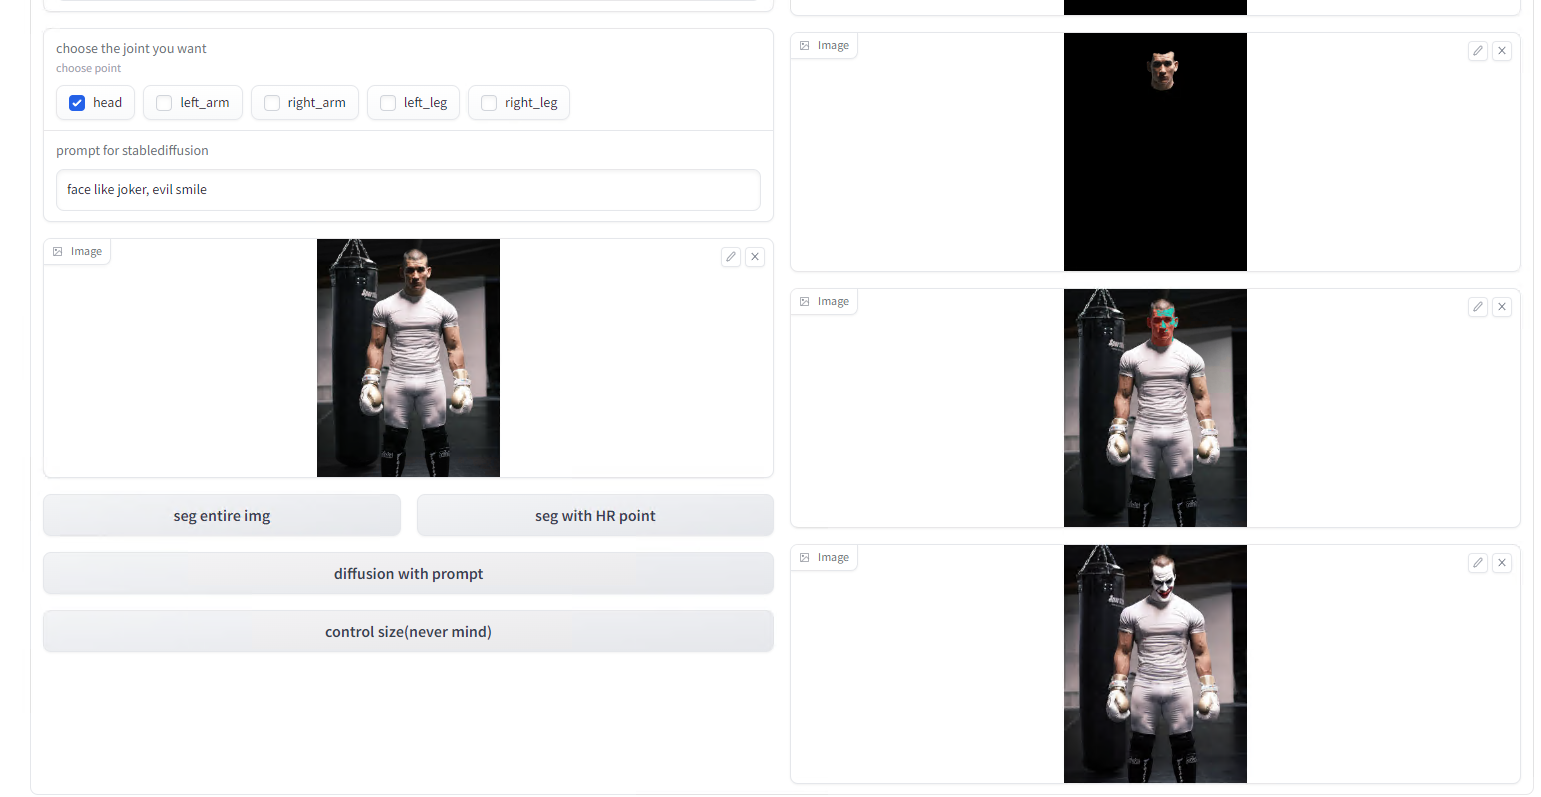 choose the joint you want
choose point
head
left_arm
right_arm
left_leg
right_leg
prompt for stablediffusion
face like joker, evil smile
Image
seg entire img
seg with HR point
diffusion with prompt
control size(never mind)
Image
Image
Image